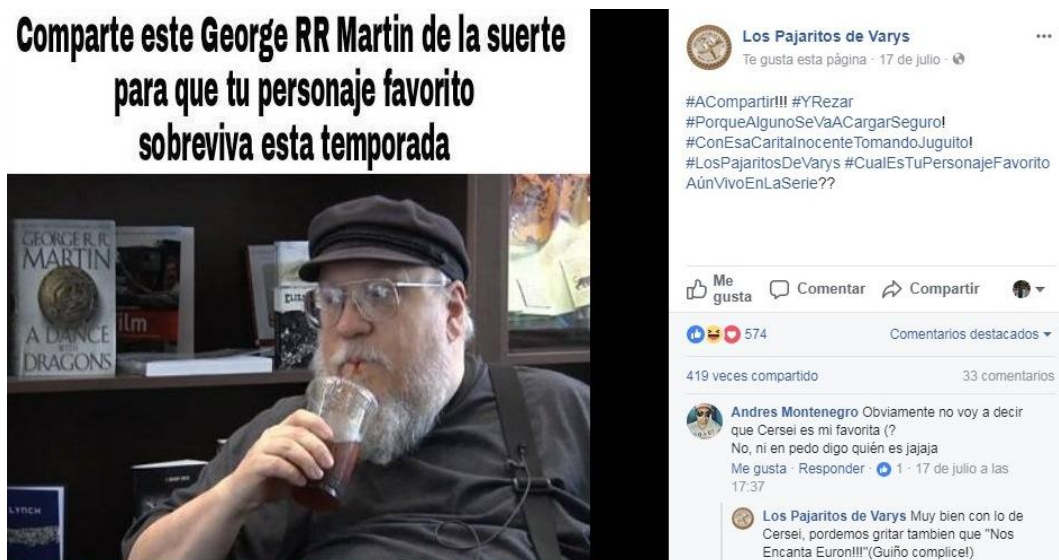 Comparte este George RR Martin de la suerte
para que tu personaje favorito
sobreviva esta temporada
GEORGE R. R.
MARTIN
A DANCE
WITH
DRAGONS
ilm
LYNCH
Los Pajaritos de Varys
Te gusta esta página · 17 de julio ·
#ACompartir!!! #YRezar
#PorqueAlgunoSeVaACargarSeguro!
#ConEsaCaritaInocenteTomandoJuguito!
#LosPajaritosDeVarys #CualEsTuPersonajeFavorito
AúnVivoEnLaSerie??
Me
gusta
Comentar
Compartir
574
Comentarios destacados
419 veces compartido
33 comentarios
Andres Montenegro Obviamente no voy a decir
que Cersei es mi favorita (?
No, ni en pedo digo quién es jajaja
Me gusta · Responder · 1 · 17 de julio a las
17:37
Los Pajaritos de Varys Muy bien con lo de
Cersei, pordemos gritar tambien que "Nos
Encanta Euron!!!"(Guiño complice!)